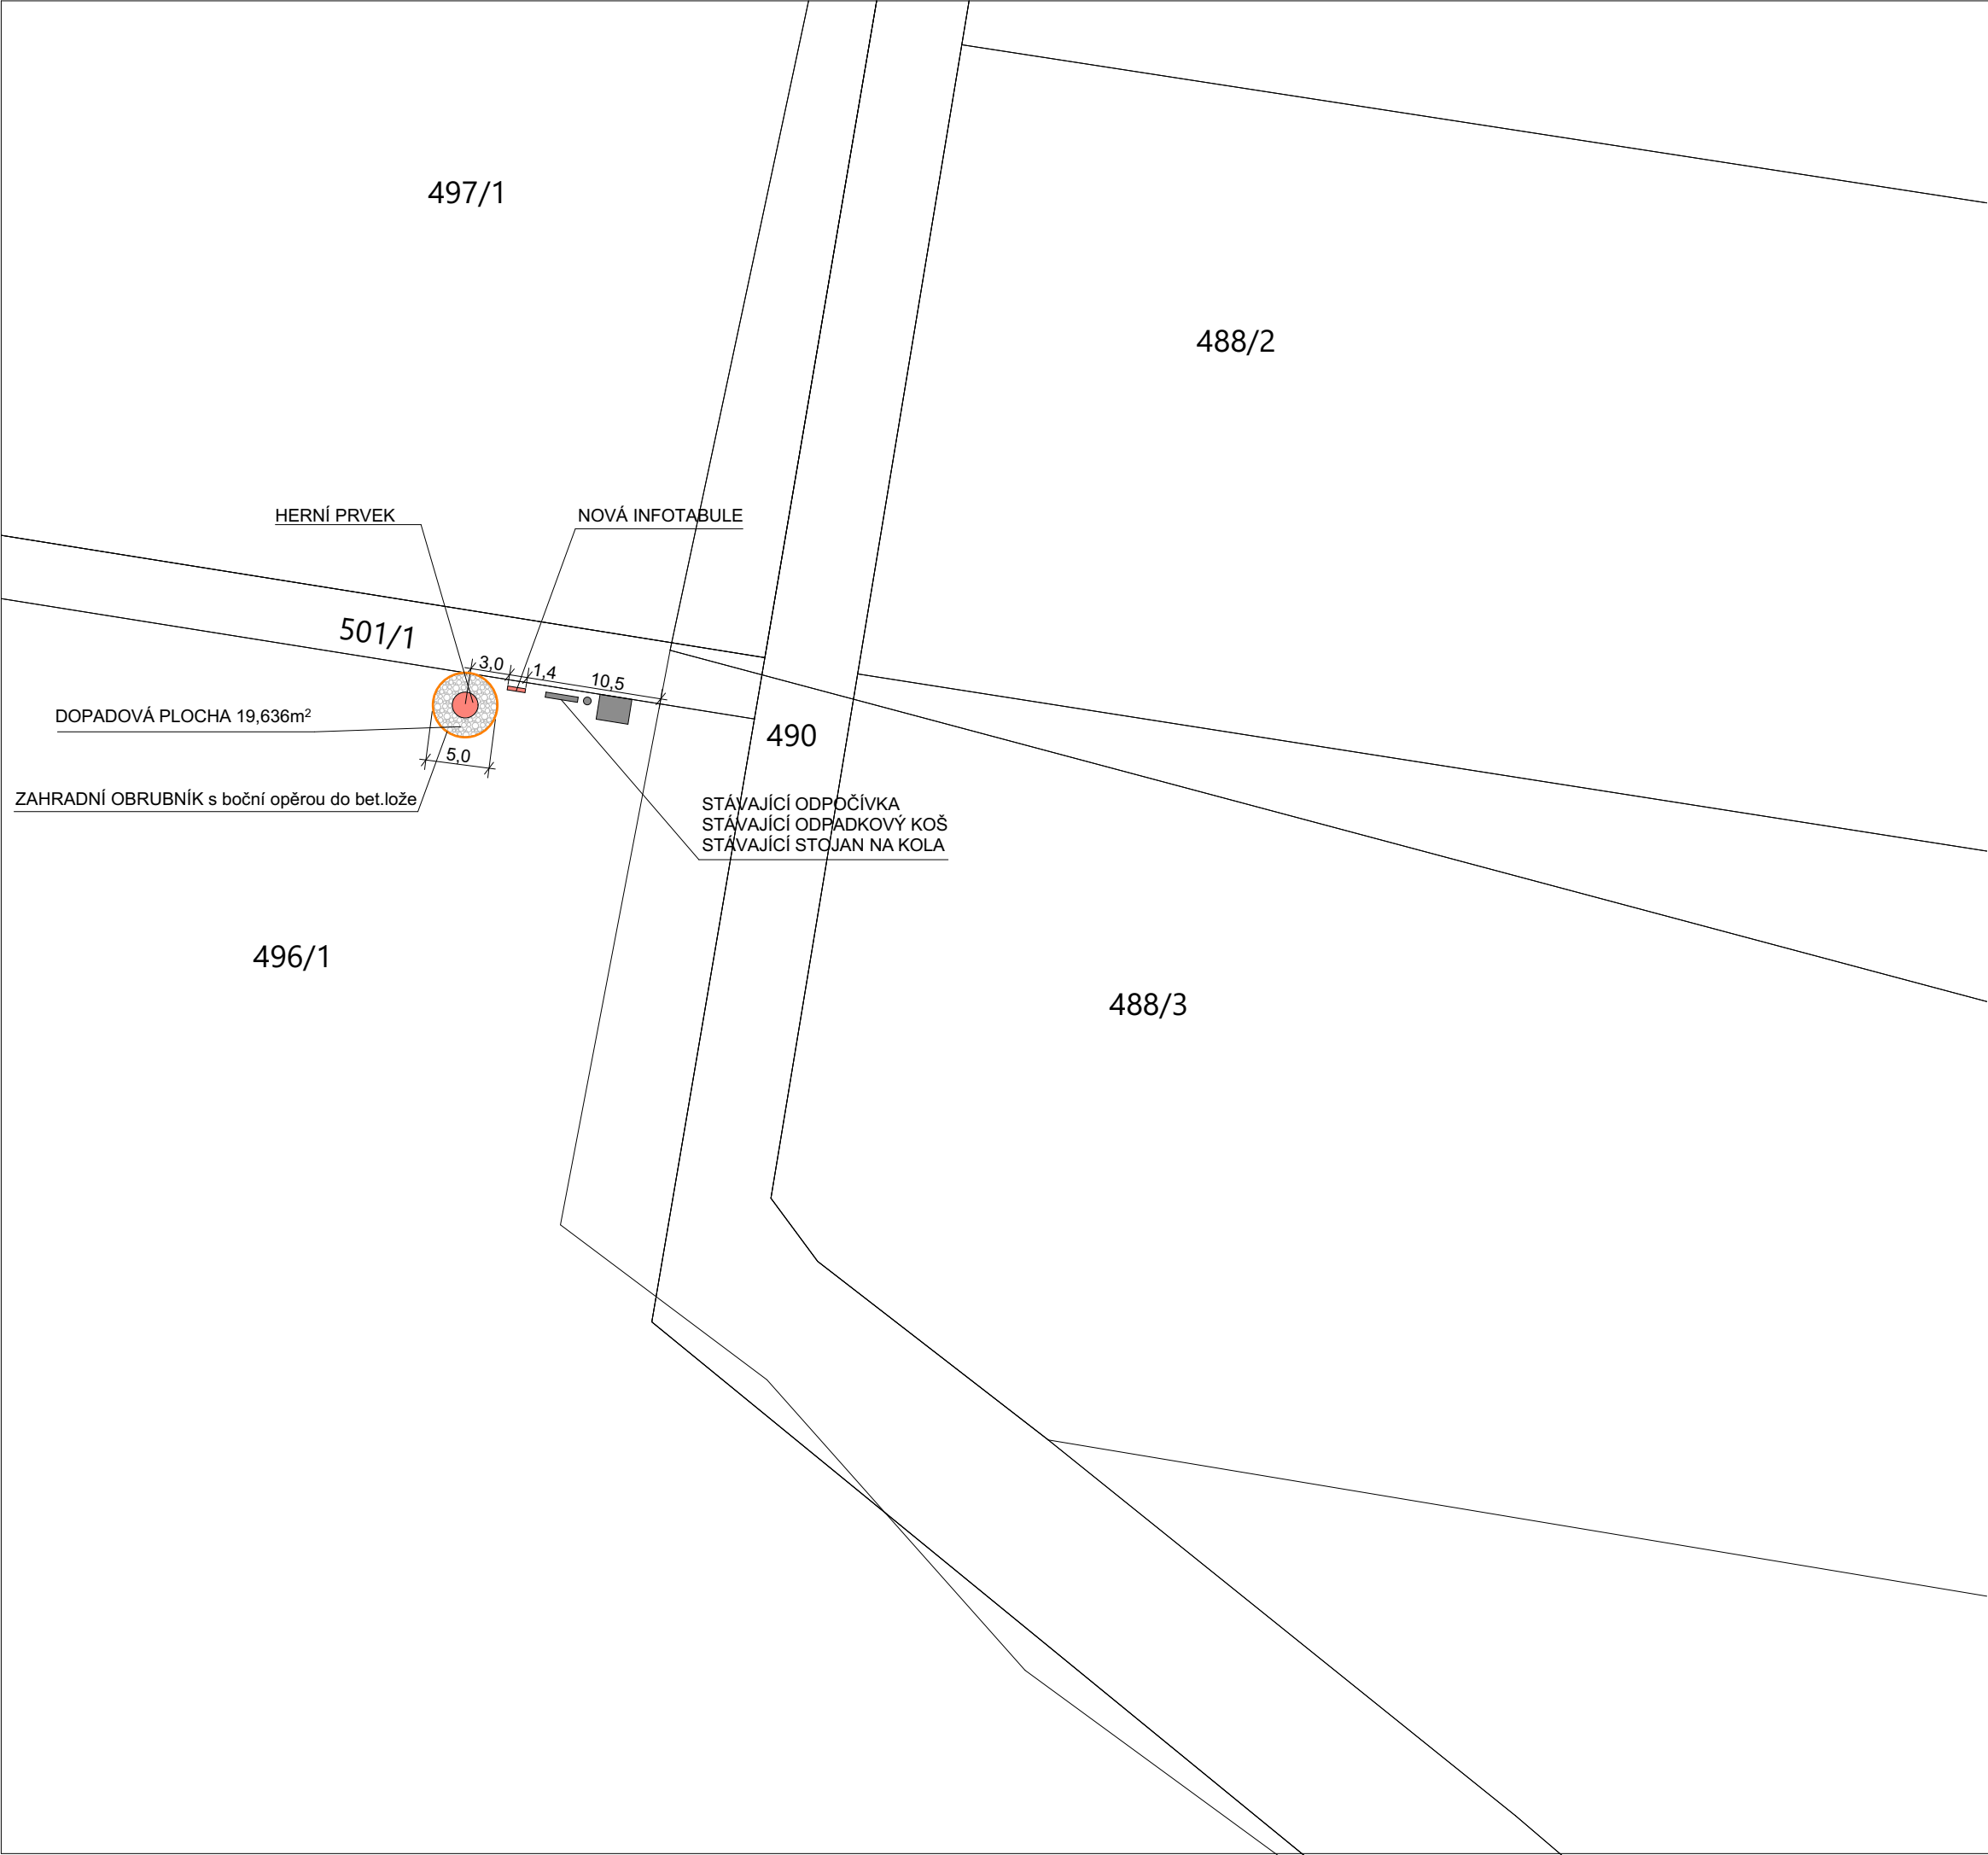 497/1
488/2
HERNÍ PRVEK
NOVÁ INFOTABULE
501/1
3,0
1,4
10,5
DOPADOVÁ PLOCHA 19,636m²
490
5,0
ZAHRADNÍ OBRUBNÍK s boční opěrou do bet.lože
STÁVAJÍCÍ ODPOČÍVKA
STÁVAJÍCÍ ODPADKOVÝ KOŠ
STÁVAJÍCÍ STOJAN NA KOLA
496/1
488/3